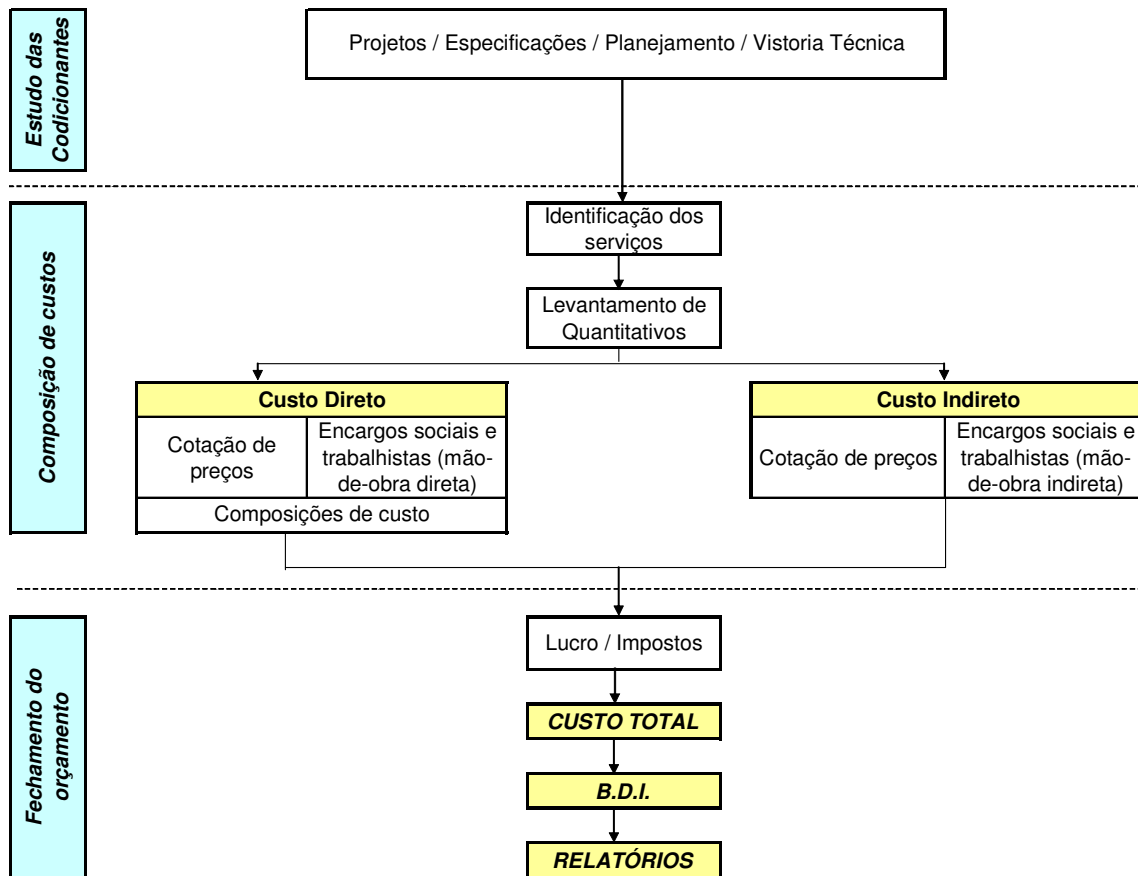 Estudo das
Codicionantes
Projetos / Especificações / Planejamento / Vistoria Técnica
Composição de custos
Identificação dos
serviços
Levantamento de
Quantitativos
Custo Direto
Cotação de
preços
Encargos sociais e
trabalhistas (mão-
de-obra direta)
Composições de custo
Custo Indireto
Cotação de preços
Encargos sociais e
trabalhistas (mão-
de-obra indireta)
Fechamento do
orçamento
Lucro / Impostos
CUSTO TOTAL
B.D.I.
RELATÓRIOS